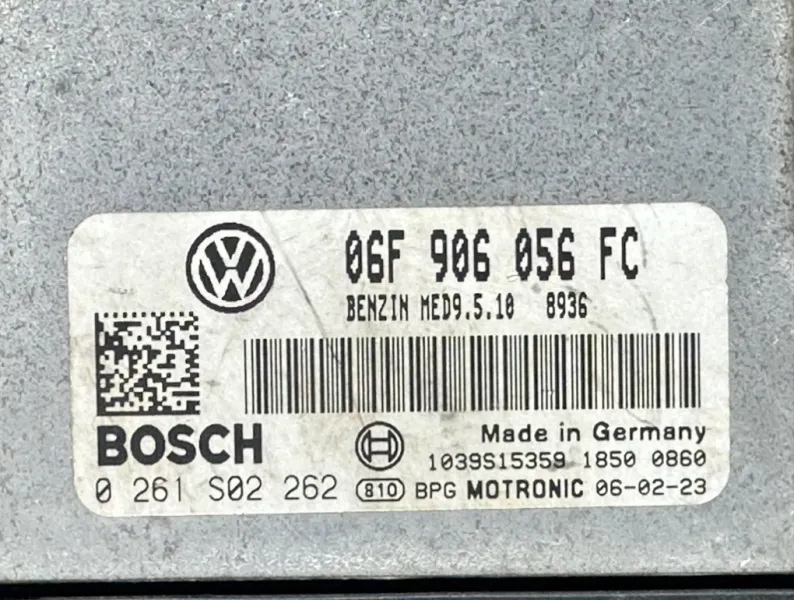 06F 906 056 FC
BENZIN MED9.5.10 8936
BOSCH
Made in Germany
1039S15359 1850 0860
0 261 S02 262 810 BPG MOTRONIC 06-02-23